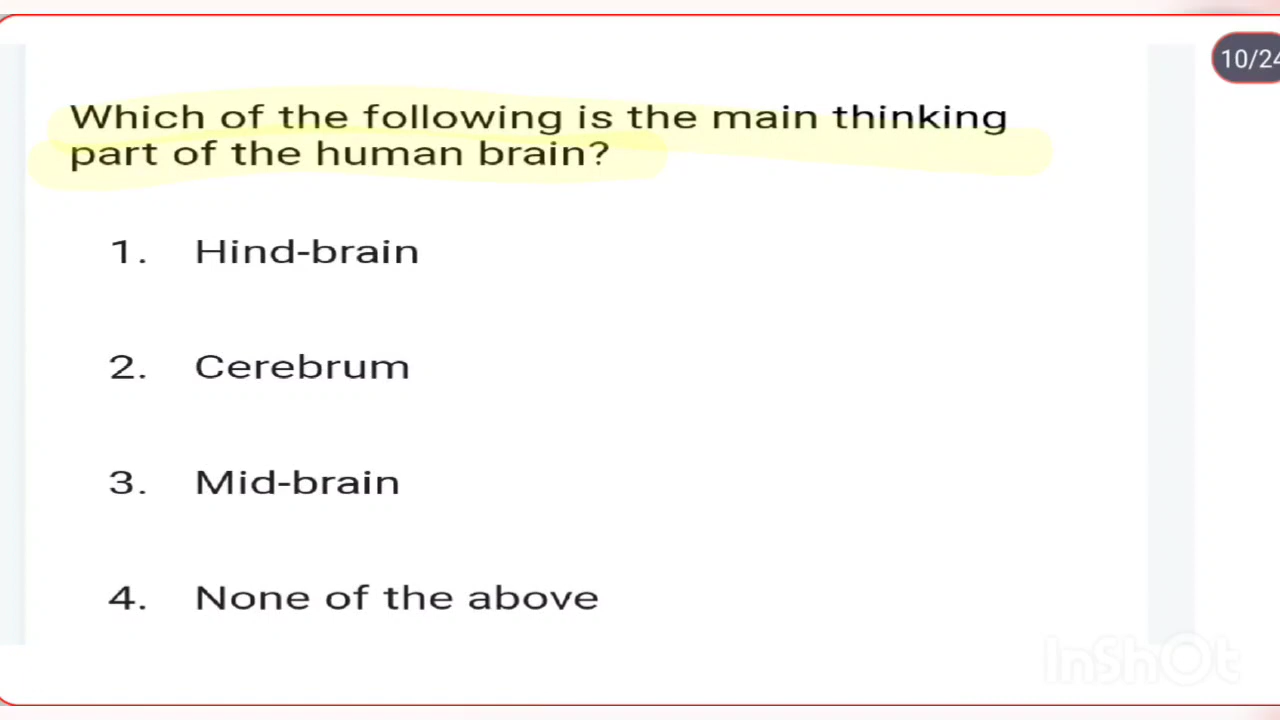 10/24
Which of the following is the main thinking
part of the human brain?
1. Hind-brain
2. Cerebrum
3. Mid-brain
4. None of the above
InShOt